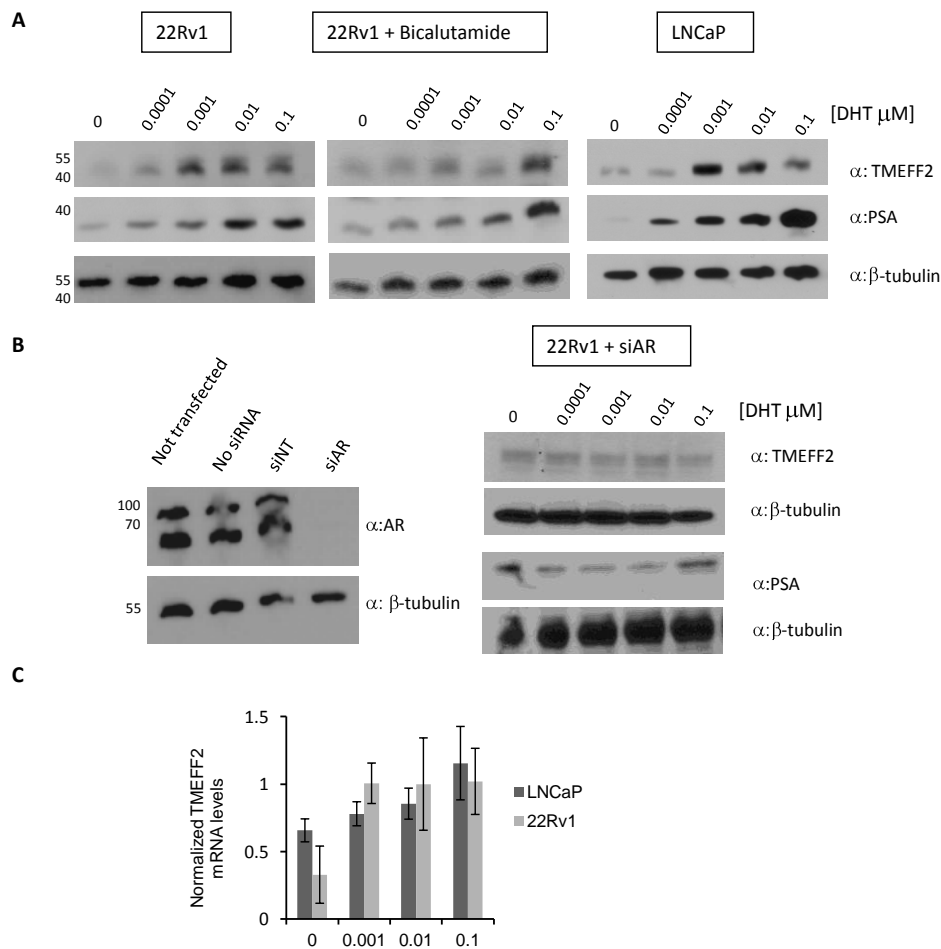 A
22Rv1
22Rv1 + Bicalutamide
LNCaP
0 0.0001 0.001 0.01 0.1 0 0.0001 0.001 0.01 0.1 0 0.0001 0.001 0.01 0.1 [DHT μM]
55
40
α: TMEFF2
40
α:PSA
55
40
α:β-tubulin
B
22Rv1 + siAR
Not transfected No siRNA siNT siAR
0 0.0001 0.001 0.01 0.1 [DHT μM]
100
70
α:AR
55
α: β-tubulin
α: TMEFF2
α:β-tubulin
α:PSA
α:β-tubulin
C
Normalized TMEFF2
mRNA levels
1.5
1
0.5
0
0 0.001 0.01 0.1
LNCaP
22Rv1